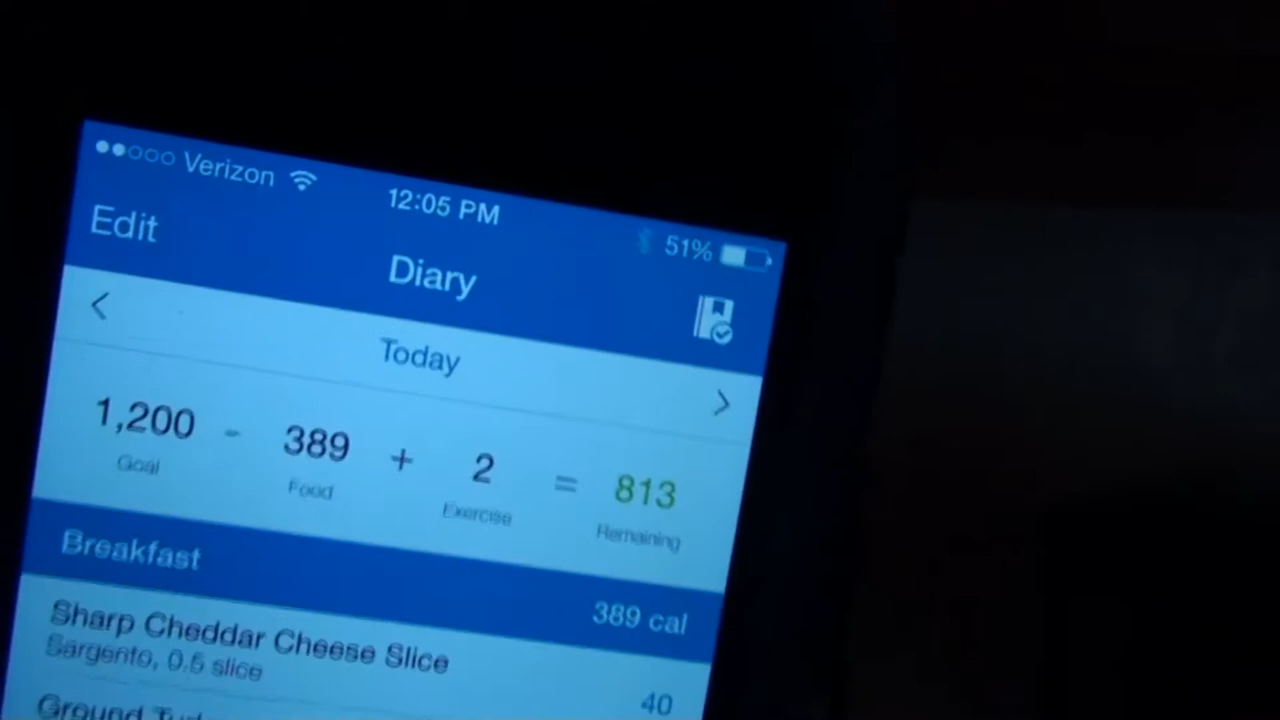 Verizon 12:05 PM 51%
Edit Diary
Today
1,200 - 389 + 2 = 813
Goal Food Exercise Remaining
Breakfast 389 cal
Sharp Cheddar Cheese Slice
Sargento, 0.5 slice 40
Ground